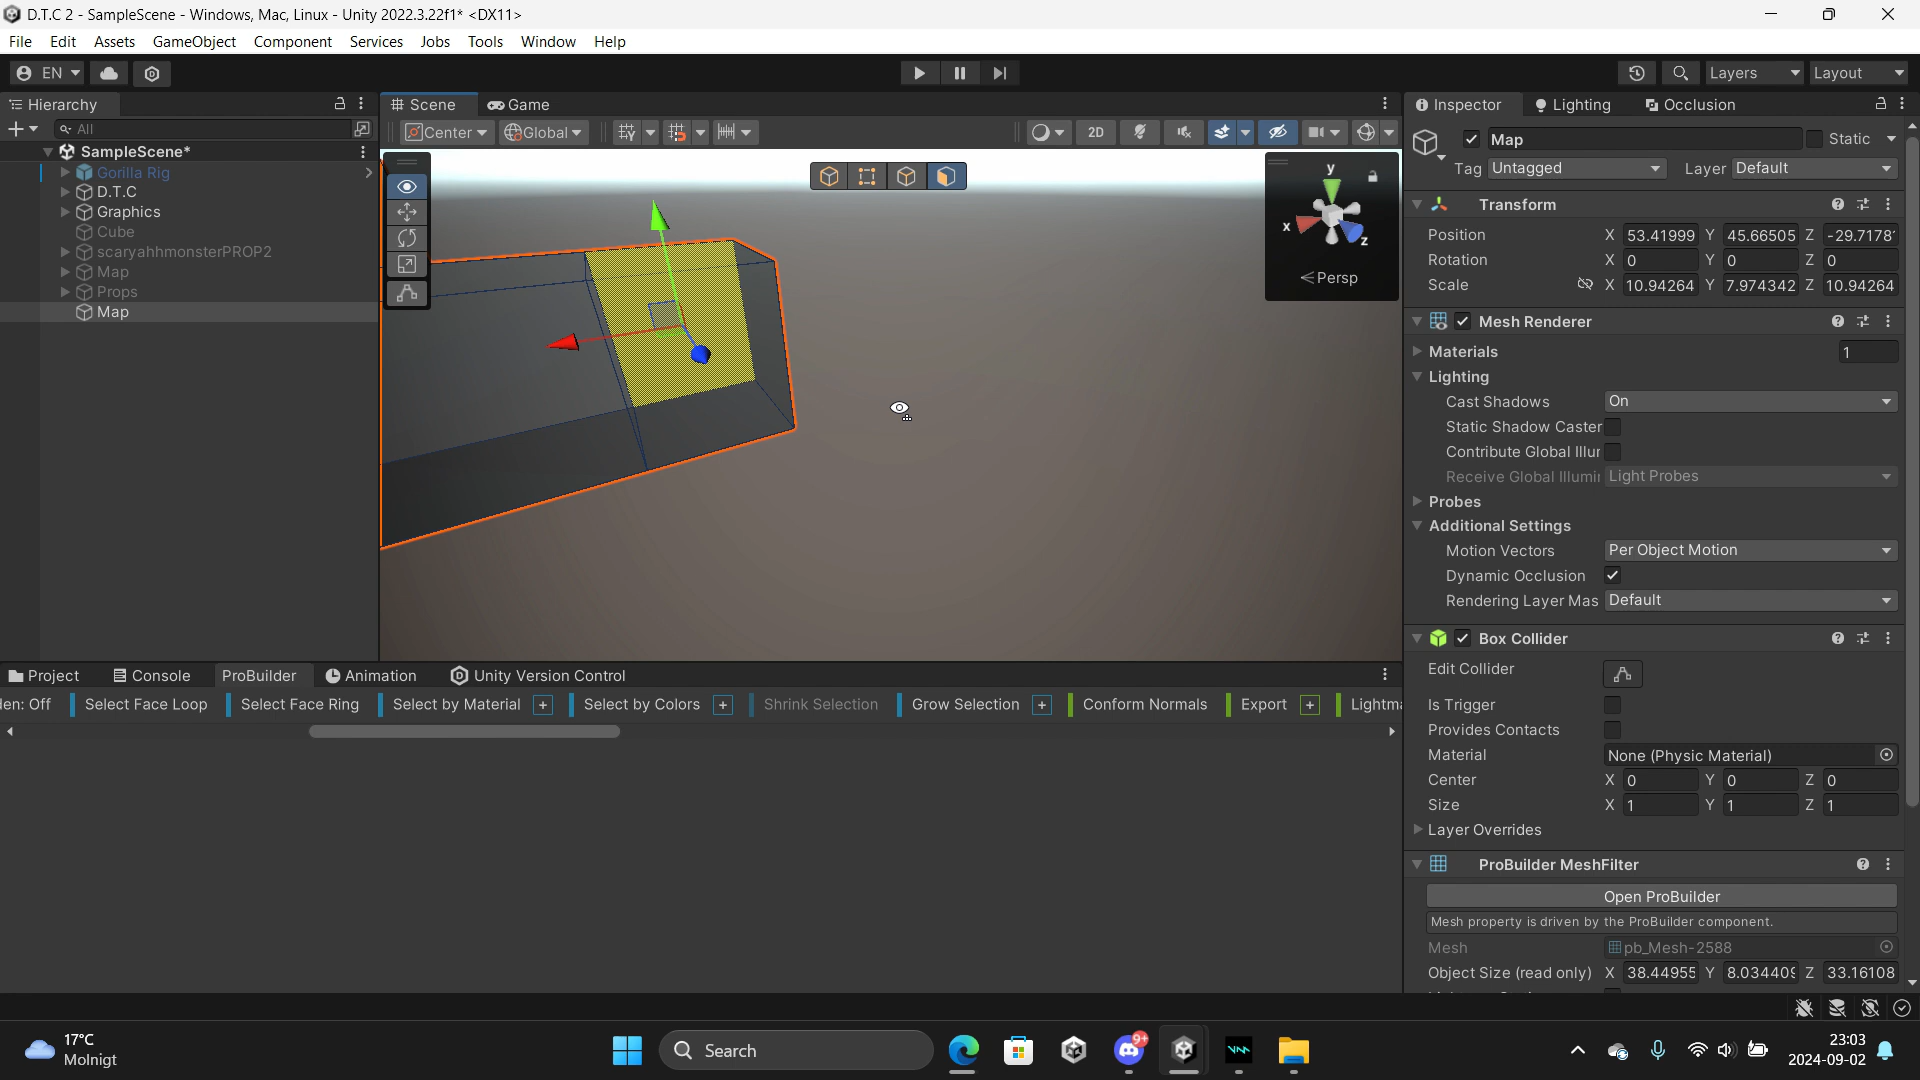 D.T.C 2 - SampleScene - Windows, Mac, Linux - Unity 2022.3.22f1* <DX11>
File Edit Assets GameObject Component Services Jobs Tools Window Help
EN Layers Layout
Hierarchy
All
SampleScene*
Gorilla Rig
D.T.C
Graphics
Cube
scaryahhmonsterPROP2
Map
Props
Map
Scene Game
Center Global 2D
y
x
z
Persp
Inspector Lighting Occlusion
Map Static
Tag Untagged Layer Default
Transform
Position X 53.41999 Y 45.66505 Z -29.7178
Rotation X 0 Y 0 Z 0
Scale X 10.94264 Y 7.974342 Z 10.94264
Mesh Renderer
Materials 1
Lighting
Cast Shadows On
Static Shadow Caster
Contribute Global Illur
Receive Global Illumir Light Probes
Probes
Additional Settings
Motion Vectors Per Object Motion
Dynamic Occlusion
Rendering Layer Mas Default
Box Collider
Edit Collider
Is Trigger
Provides Contacts
Material None (Physic Material)
Center X 0 Y 0 Z 0
Size X 1 Y 1 Z 1
Layer Overrides
ProBuilder MeshFilter
Open ProBuilder
Mesh property is driven by the ProBuilder component.
Mesh pb_Mesh-2588
Object Size (read only) X 38.44955 Y 8.034409 Z 33.16108
Project Console ProBuilder Animation Unity Version Control
en: Off Select Face Loop Select Face Ring Select by Material + Select by Colors + Shrink Selection Grow Selection + Conform Normals Export + Lightma
17°C
Molnigt
Search
9+
23:03
2024-09-02